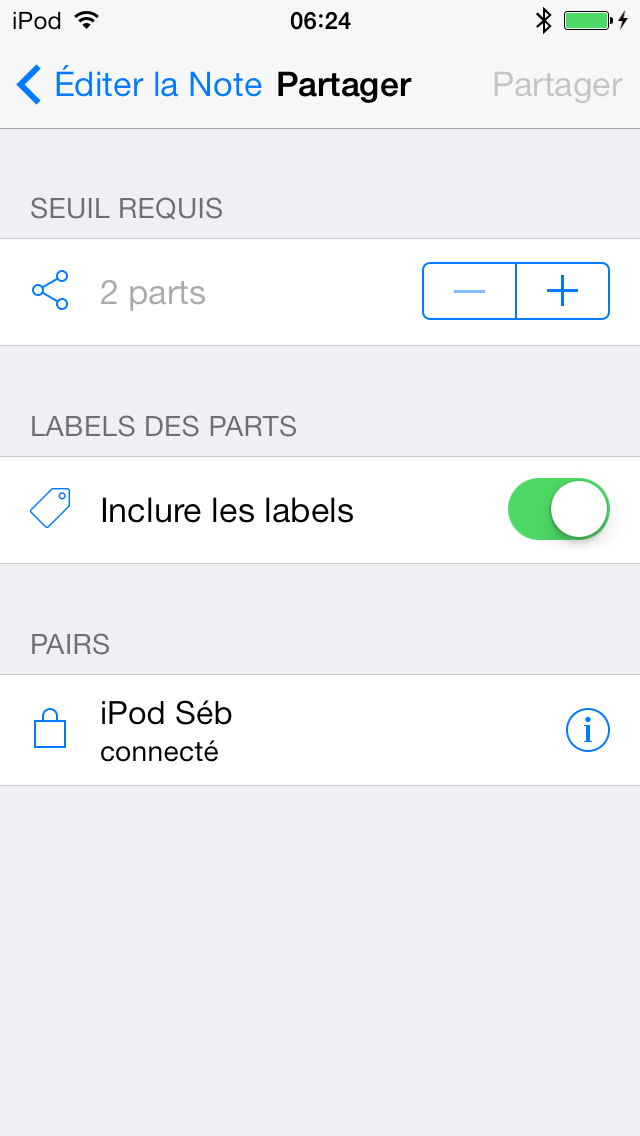 iPod 06:24
Éditer la Note Partager Partager
SEUIL REQUIS
2 parts
LABELS DES PARTS
Inclure les labels
PAIRS
iPod Séb
connecté